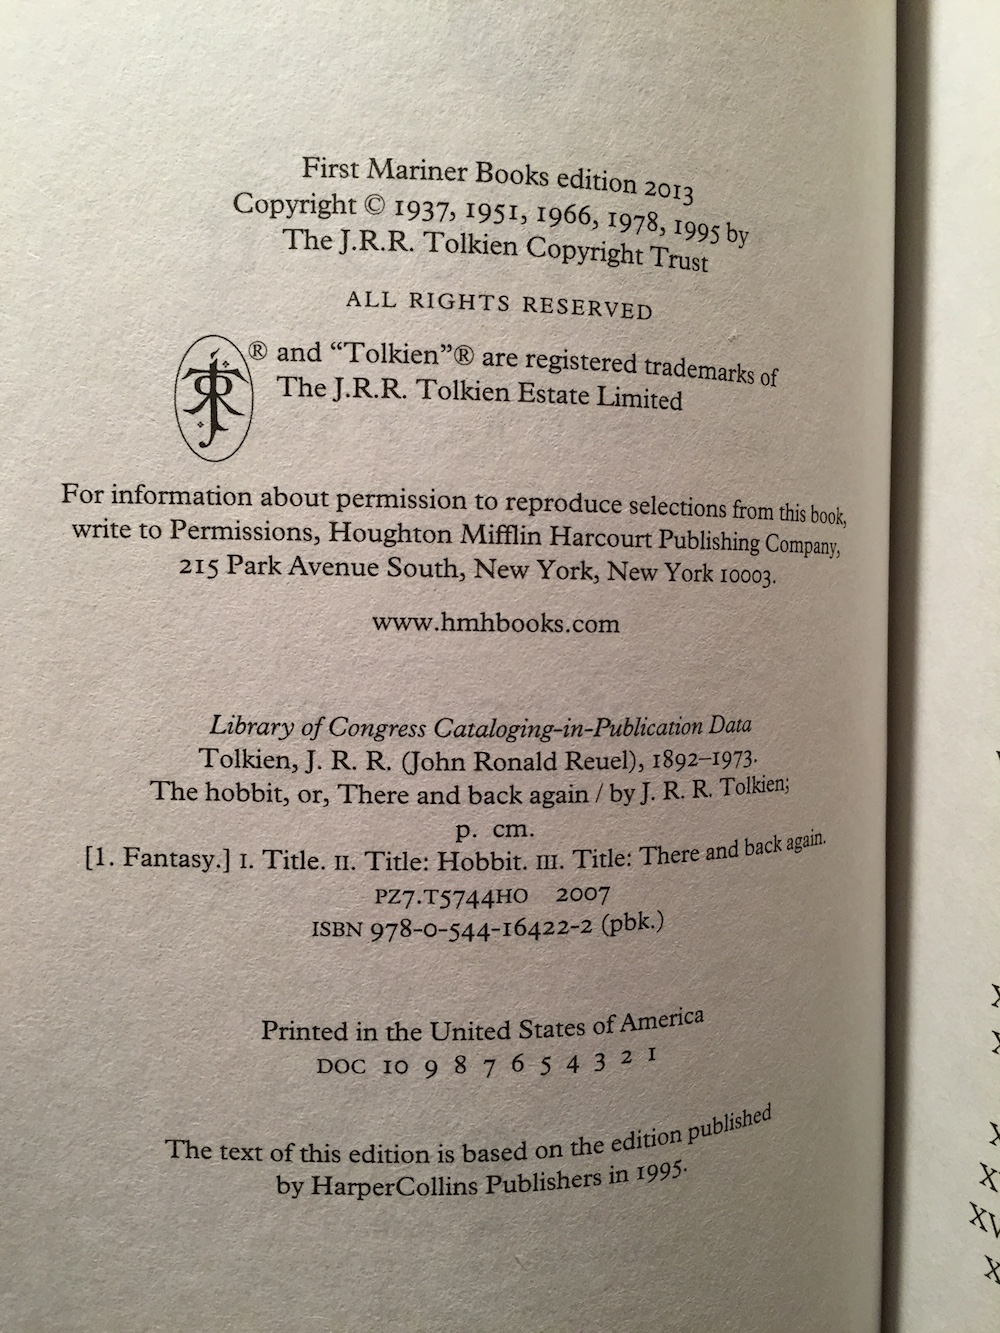 First Mariner Books edition 2013
Copyright © 1937, 1951, 1966, 1978, 1995 by
The J.R.R. Tolkien Copyright Trust
ALL RIGHTS RESERVED
® and “Tolkien”® are registered trademarks of
The J.R.R. Tolkien Estate Limited
For information about permission to reproduce selections from this book,
write to Permissions, Houghton Mifflin Harcourt Publishing Company,
215 Park Avenue South, New York, New York 10003.
www.hmhbooks.com
Library of Congress Cataloging-in-Publication Data
Tolkien, J. R. R. (John Ronald Reuel), 1892–1973.
The hobbit, or, There and back again / by J. R. R. Tolkien;
p. cm.
[1. Fantasy.] I. Title. II. Title: Hobbit. III. Title: There and back again.
PZ7.T5744HO 2007
ISBN 978-0-544-16422-2 (pbk.)
Printed in the United States of America
DOC 10 9 8 7 6 5 4 3 2 1
The text of this edition is based on the edition published
by HarperCollins Publishers in 1995.